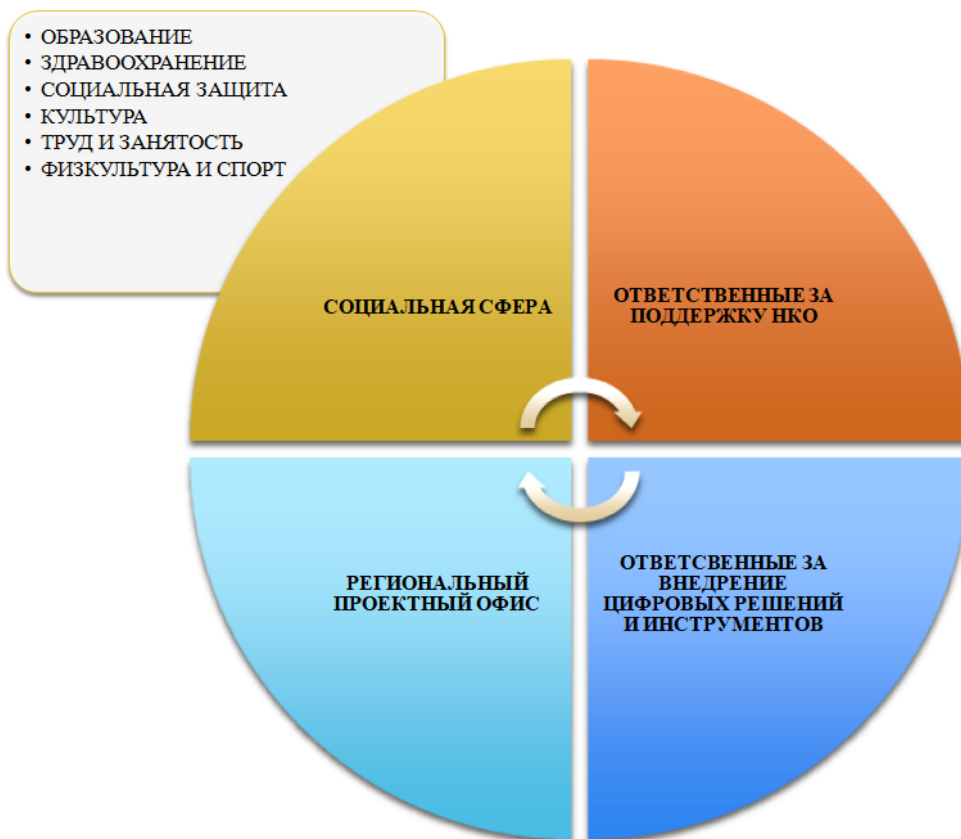 • ОБРАЗОВАНИЕ
• ЗДРАВООХРАНЕНИЕ
• СОЦИАЛЬНАЯ ЗАЩИТА
• КУЛЬТУРА
• ТРУД И ЗАНЯТОСТЬ
• ФИЗКУЛЬТУРА И СПОРТ
СОЦИАЛЬНАЯ СФЕРА
ОТВЕТСТВЕННЫЕ ЗА
ПОДДЕРЖКУ НКО
РЕГИОНАЛЬНЫЙ
ПРОЕКТНЫЙ ОФИС
ОТВЕТСВЕННЫЕ ЗА
ВНЕДРЕНИЕ
ЦИФРОВЫХ РЕШЕНИЙ
И ИНСТРУМЕНТОВ